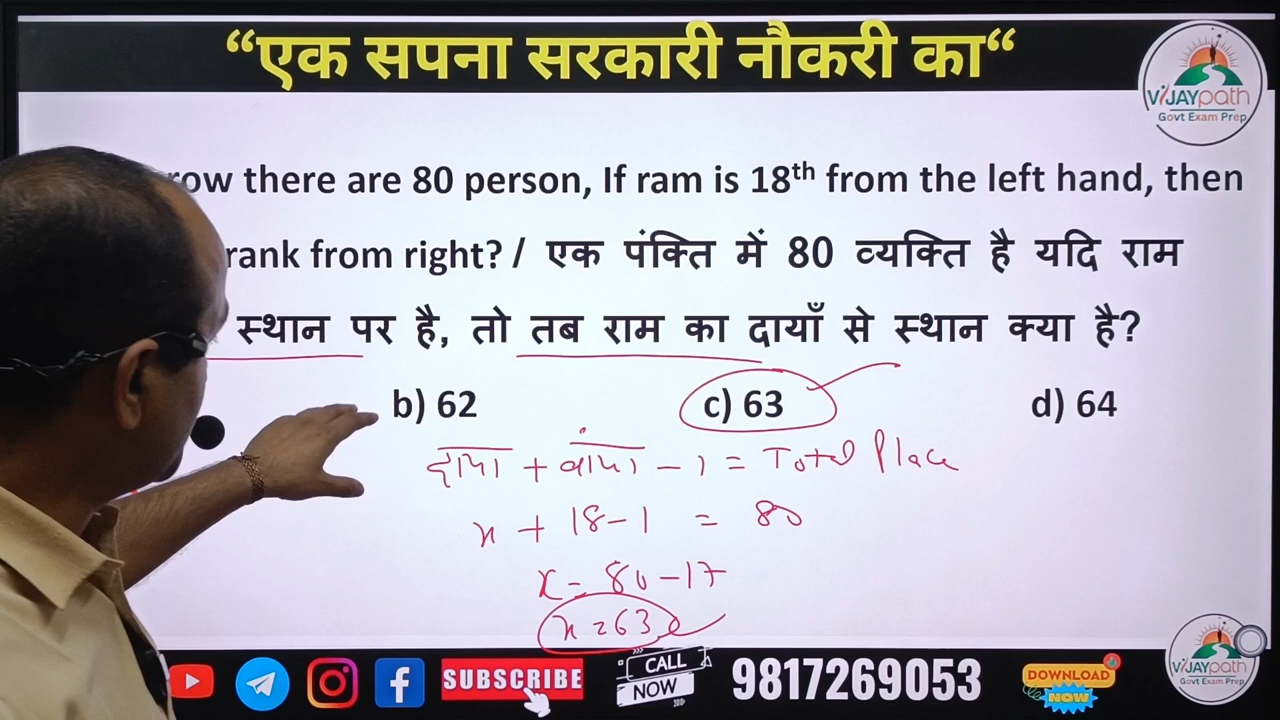 “एक सपना सरकारी नौकरी का“
ViJAYpath
Govt Exam Prep
row there are 80 person, If ram is 18th from the left hand, then
rank from right? / एक पंक्ति में 80 व्यक्ति है यदि राम
स्थान पर है, तो तब राम का दायाँ से स्थान क्या है?
b) 62 c) 63 d) 64
दाया + बाया - 1 = Total Place
x + 18 - 1 = 80
x = 80 - 17
x = 63
SUBSCRIBE
CALL
NOW
9817269053
DOWNLOAD
NOW
ViJAYpath
Govt Exam Prep